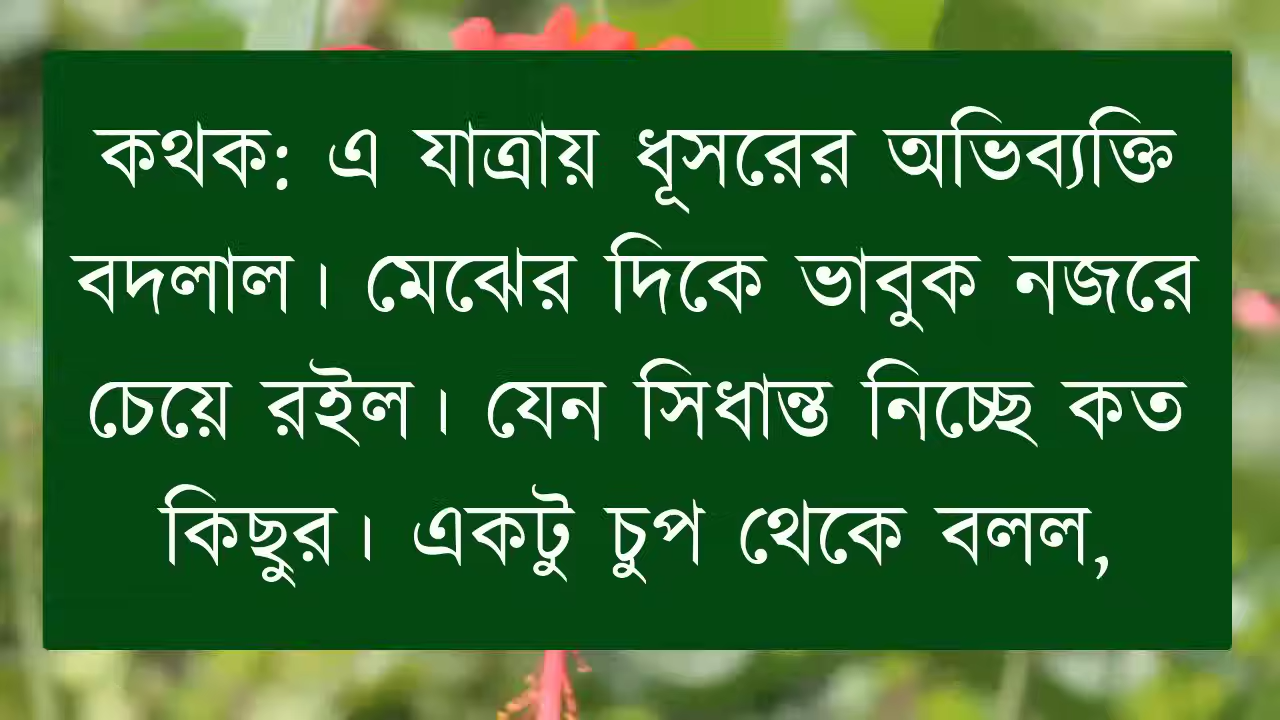 কথক: এ যাত্রায় ধূসরের অভিব্যক্তি
বদলাল। মেঝের দিকে ভাবুক নজরে
চেয়ে রইল। যেন সিধান্ত নিচ্ছে কত
কিছুর। একটু চুপ থেকে বলল,